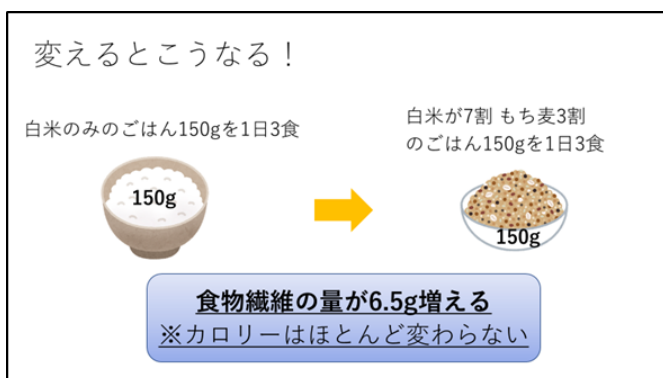 変えるとこうなる！
白米のみのごはん150gを1日3食
150g
白米が7割 もち麦3割
のごはん150gを1日3食
150g
食物繊維の量が6.5g増える
※カロリーはほとんど変わらない